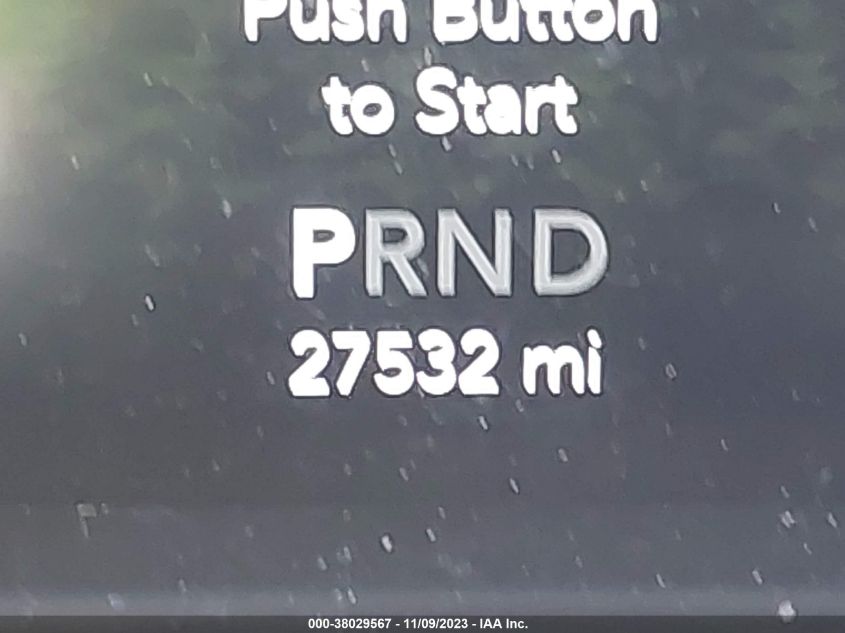 Push Button
to Start
PRND
27532 mi
000-38029567 - 11/09/2023 - IAA Inc.